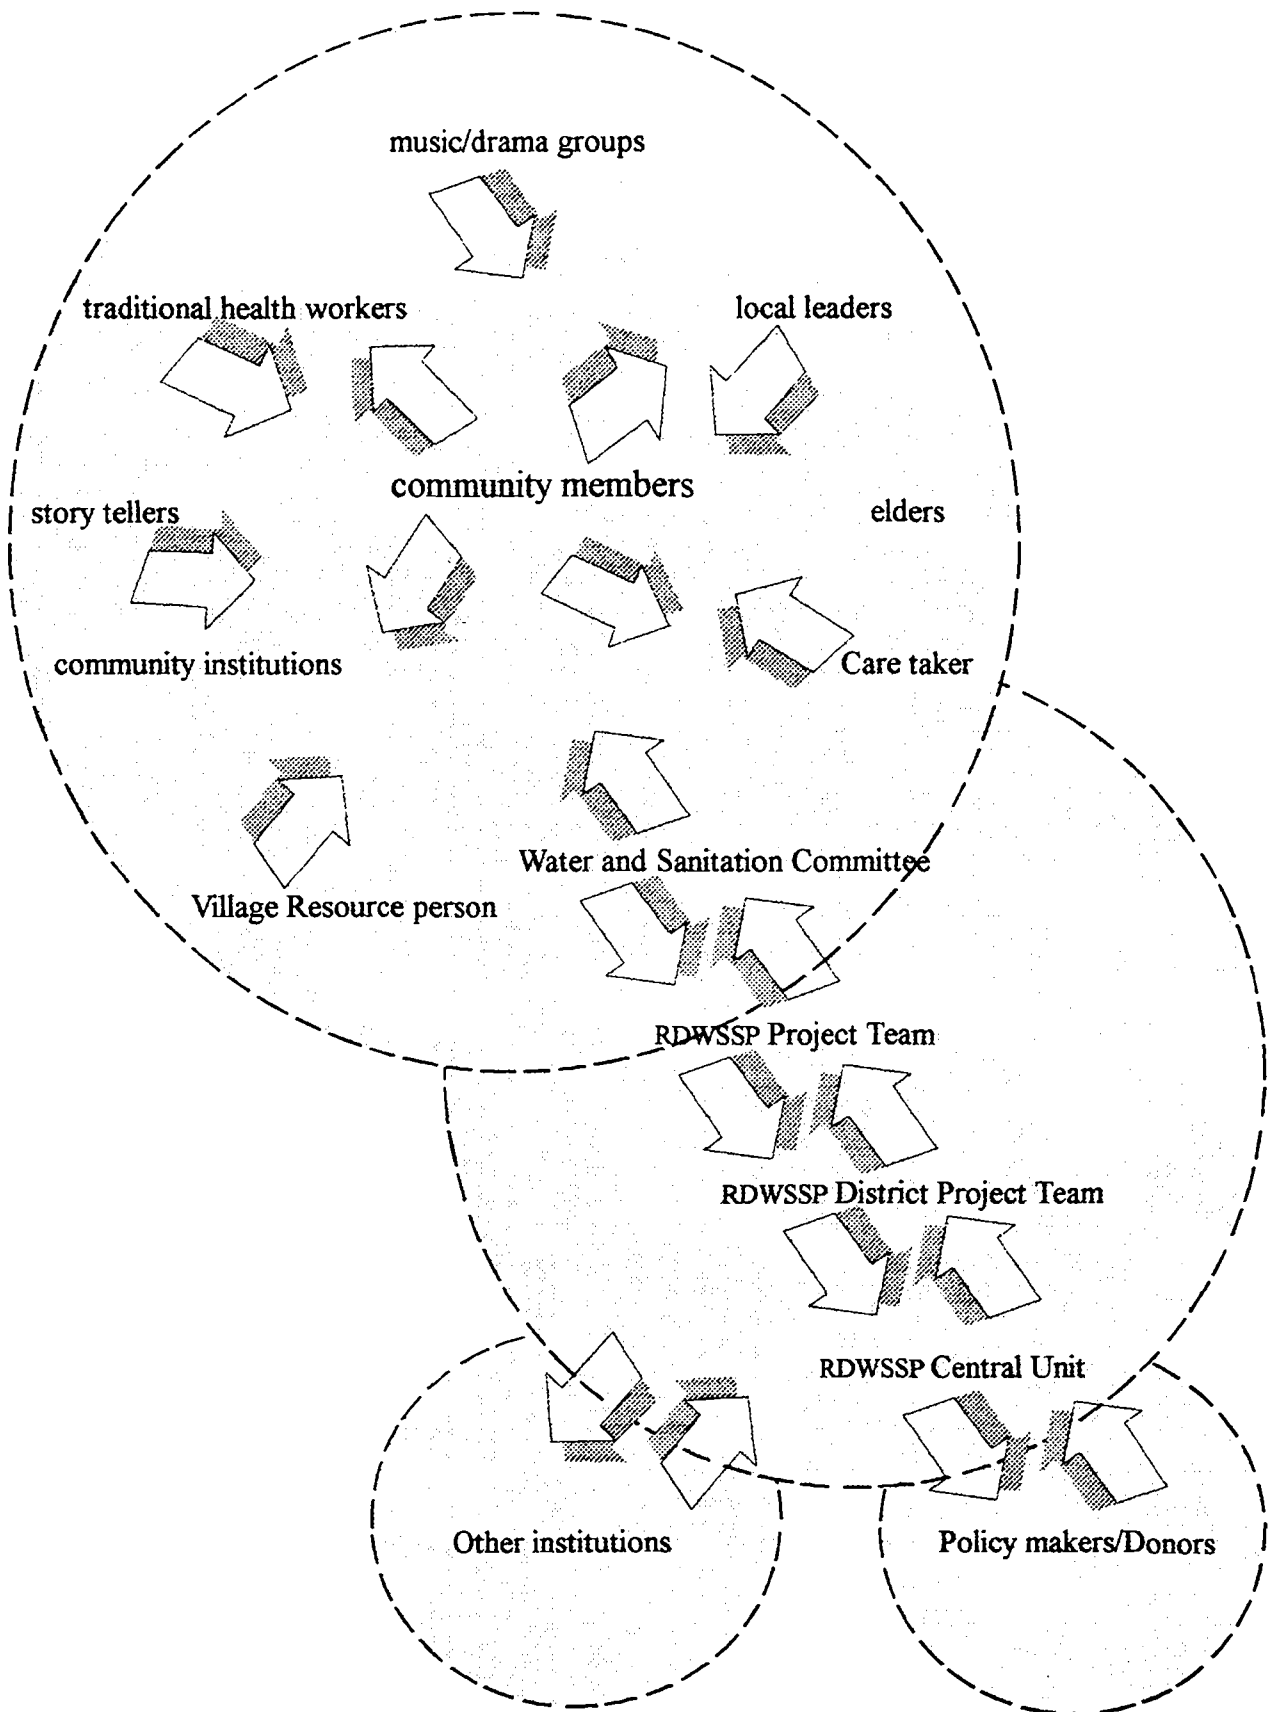 music/drama groups
traditional health workers
local leaders
community members
story tellers
elders
community institutions
Care taker
Water and Sanitation Committee
Village Resource person
RDWSSP Project Team
RDWSSP District Project Team
RDWSSP Central Unit
Other institutions
Policy makers/Donors